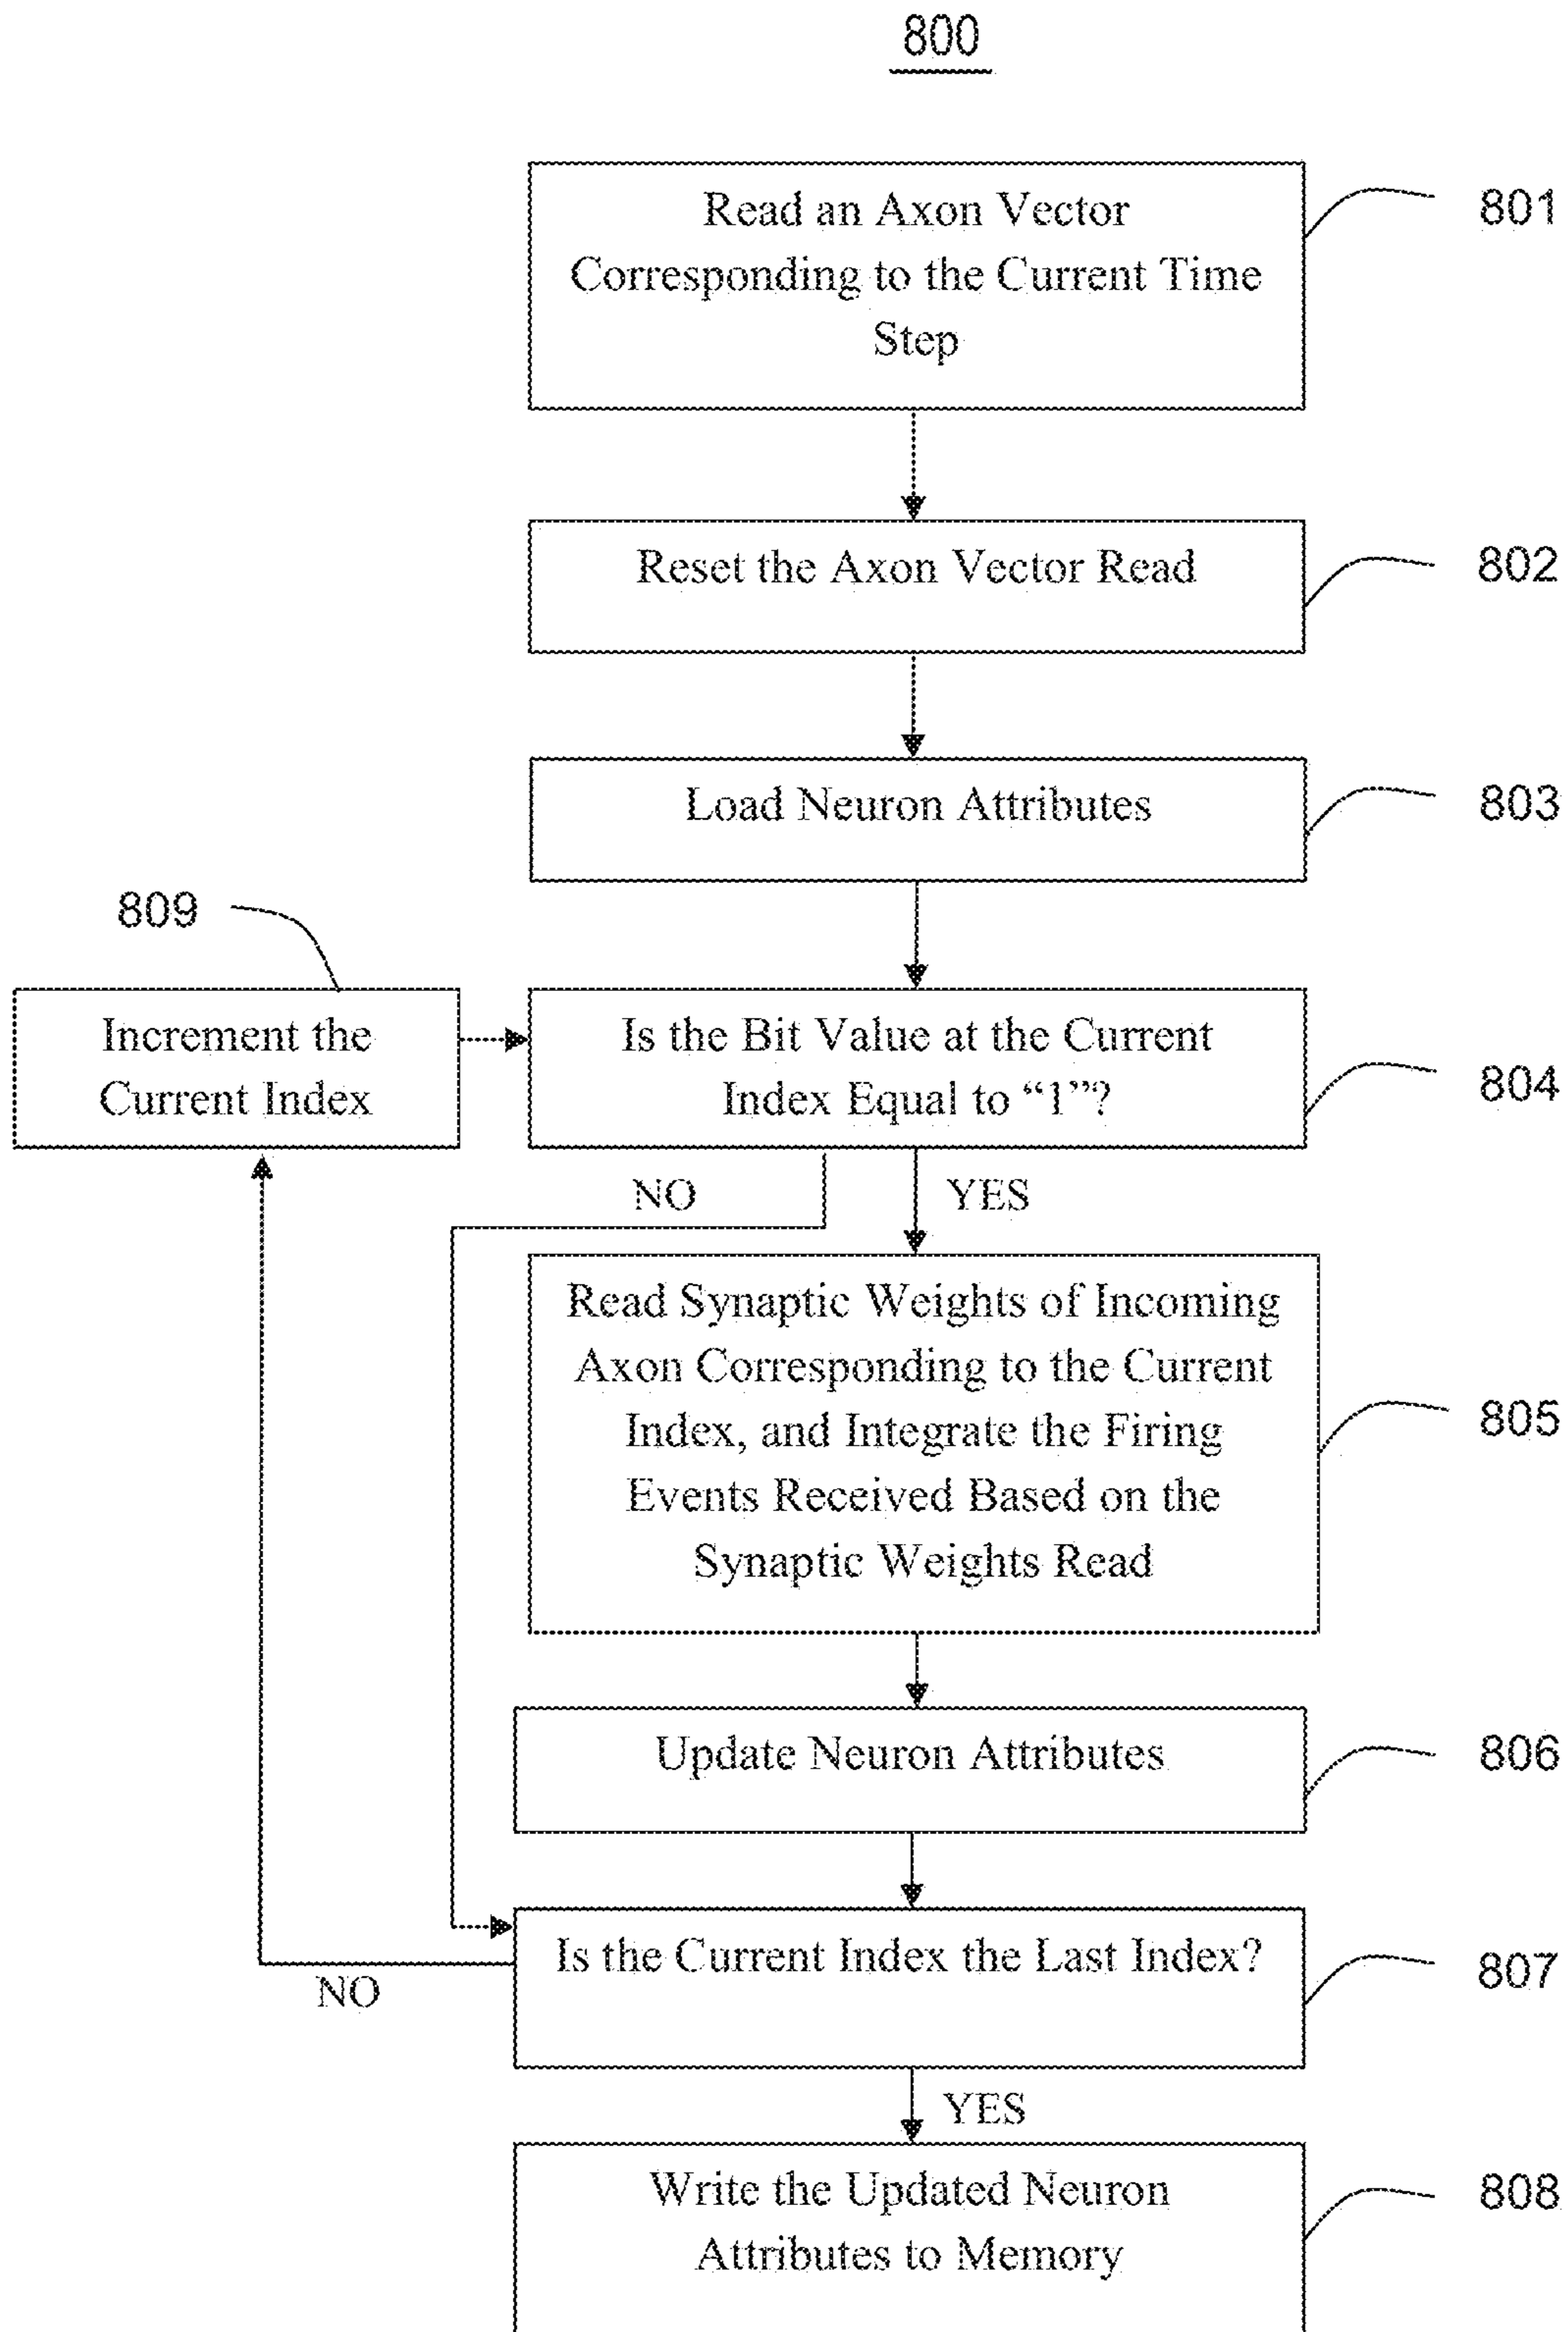 800
Read an Axon Vector
Corresponding to the Current Time
Step
801
Reset the Axon Vector Read
802
Load Neuron Attributes
803
809
Increment the
Current Index
Is the Bit Value at the Current
Index Equal to “1”?
804
NO
YES
Read Synaptic Weights of Incoming
Axon Corresponding to the Current
Index, and Integrate the Firing
Events Received Based on the
Synaptic Weights Read
805
Update Neuron Attributes
806
Is the Current Index the Last Index?
807
NO
YES
Write the Updated Neuron
Attributes to Memory
808